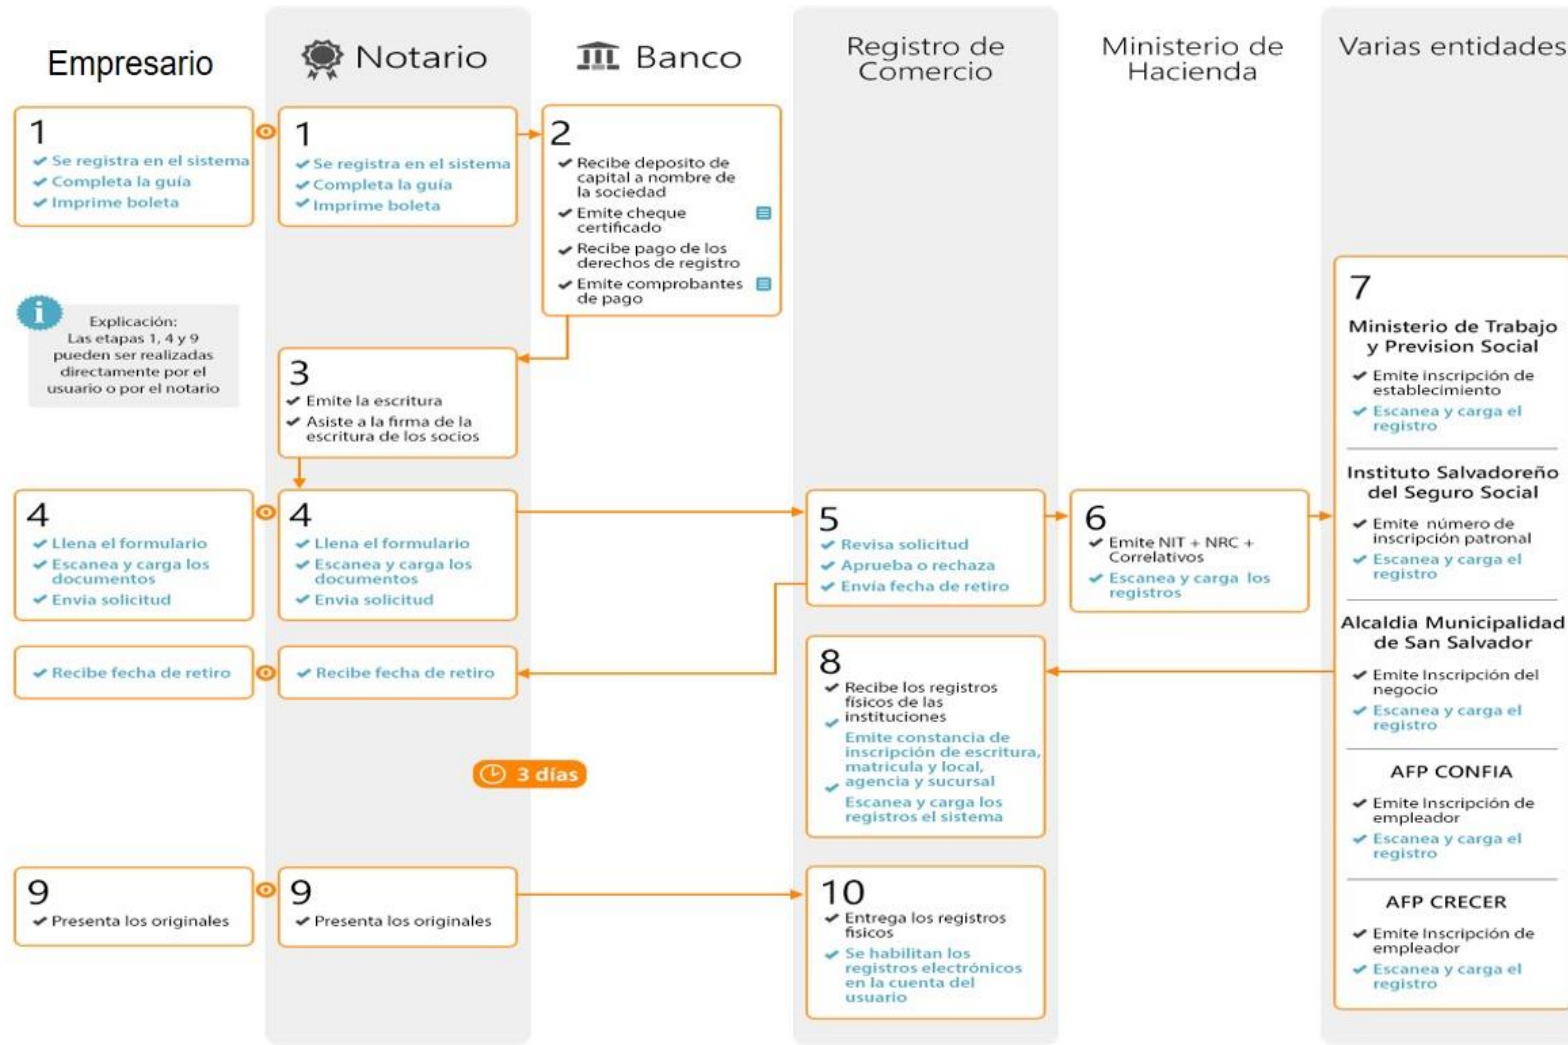 Empresario
Notario
Banco
Registro de
Comercio
Ministerio de
Hacienda
Varias entidades
1
Se registra en el sistema
Completa la guía
Imprime boleta
1
Se registra en el sistema
Completa la guía
Imprime boleta
2
Recibe deposito de
capital a nombre de
la sociedad
Emite cheque
certificado
Recibe pago de los
derechos de registro
Emite comprobantes
de pago
i
Explicación:
Las etapas 1, 4 y 9
pueden ser realizadas
directamente por el
usuario o por el notario
3
Emite la escritura
Asiste a la firma de la
escritura de los socios
4
Llena el formulario
Escanea y carga los
documentos
Envia solicitud
4
Llena el formulario
Escanea y carga los
documentos
Envia solicitud
5
Revisa solicitud
Aprueba o rechaza
Envía fecha de retiro
6
Emite NIT + NRC +
Correlativos
Escanea y carga los
registros
7
Ministerio de Trabajo
y Prevision Social
Emite inscripción de
establecimiento
Escanea y carga el
registro
Instituto Salvadoreño
del Seguro Social
Emite número de
inscripción patronal
Escanea y carga el
registro
Alcaldia Municipalidad
de San Salvador
Emite Inscripción del
negocio
Escanea y carga el
registro
AFP CONFIA
Emite Inscripción de
empleador
Escanea y carga el
registro
AFP CRECER
Emite Inscripción de
empleador
Escanea y carga el
registro
Recibe fecha de retiro
Recibe fecha de retiro
8
Recibe los registros
físicos de las
instituciones
Emite constancia de
inscripción de escritura,
matricula y local,
agencia y sucursal
Escanea y carga los
registros el sistema
3 días
9
Presenta los originales
9
Presenta los originales
10
Entrega los registros
fisicos
Se habilitan los
registros electrónicos
en la cuenta del
usuario